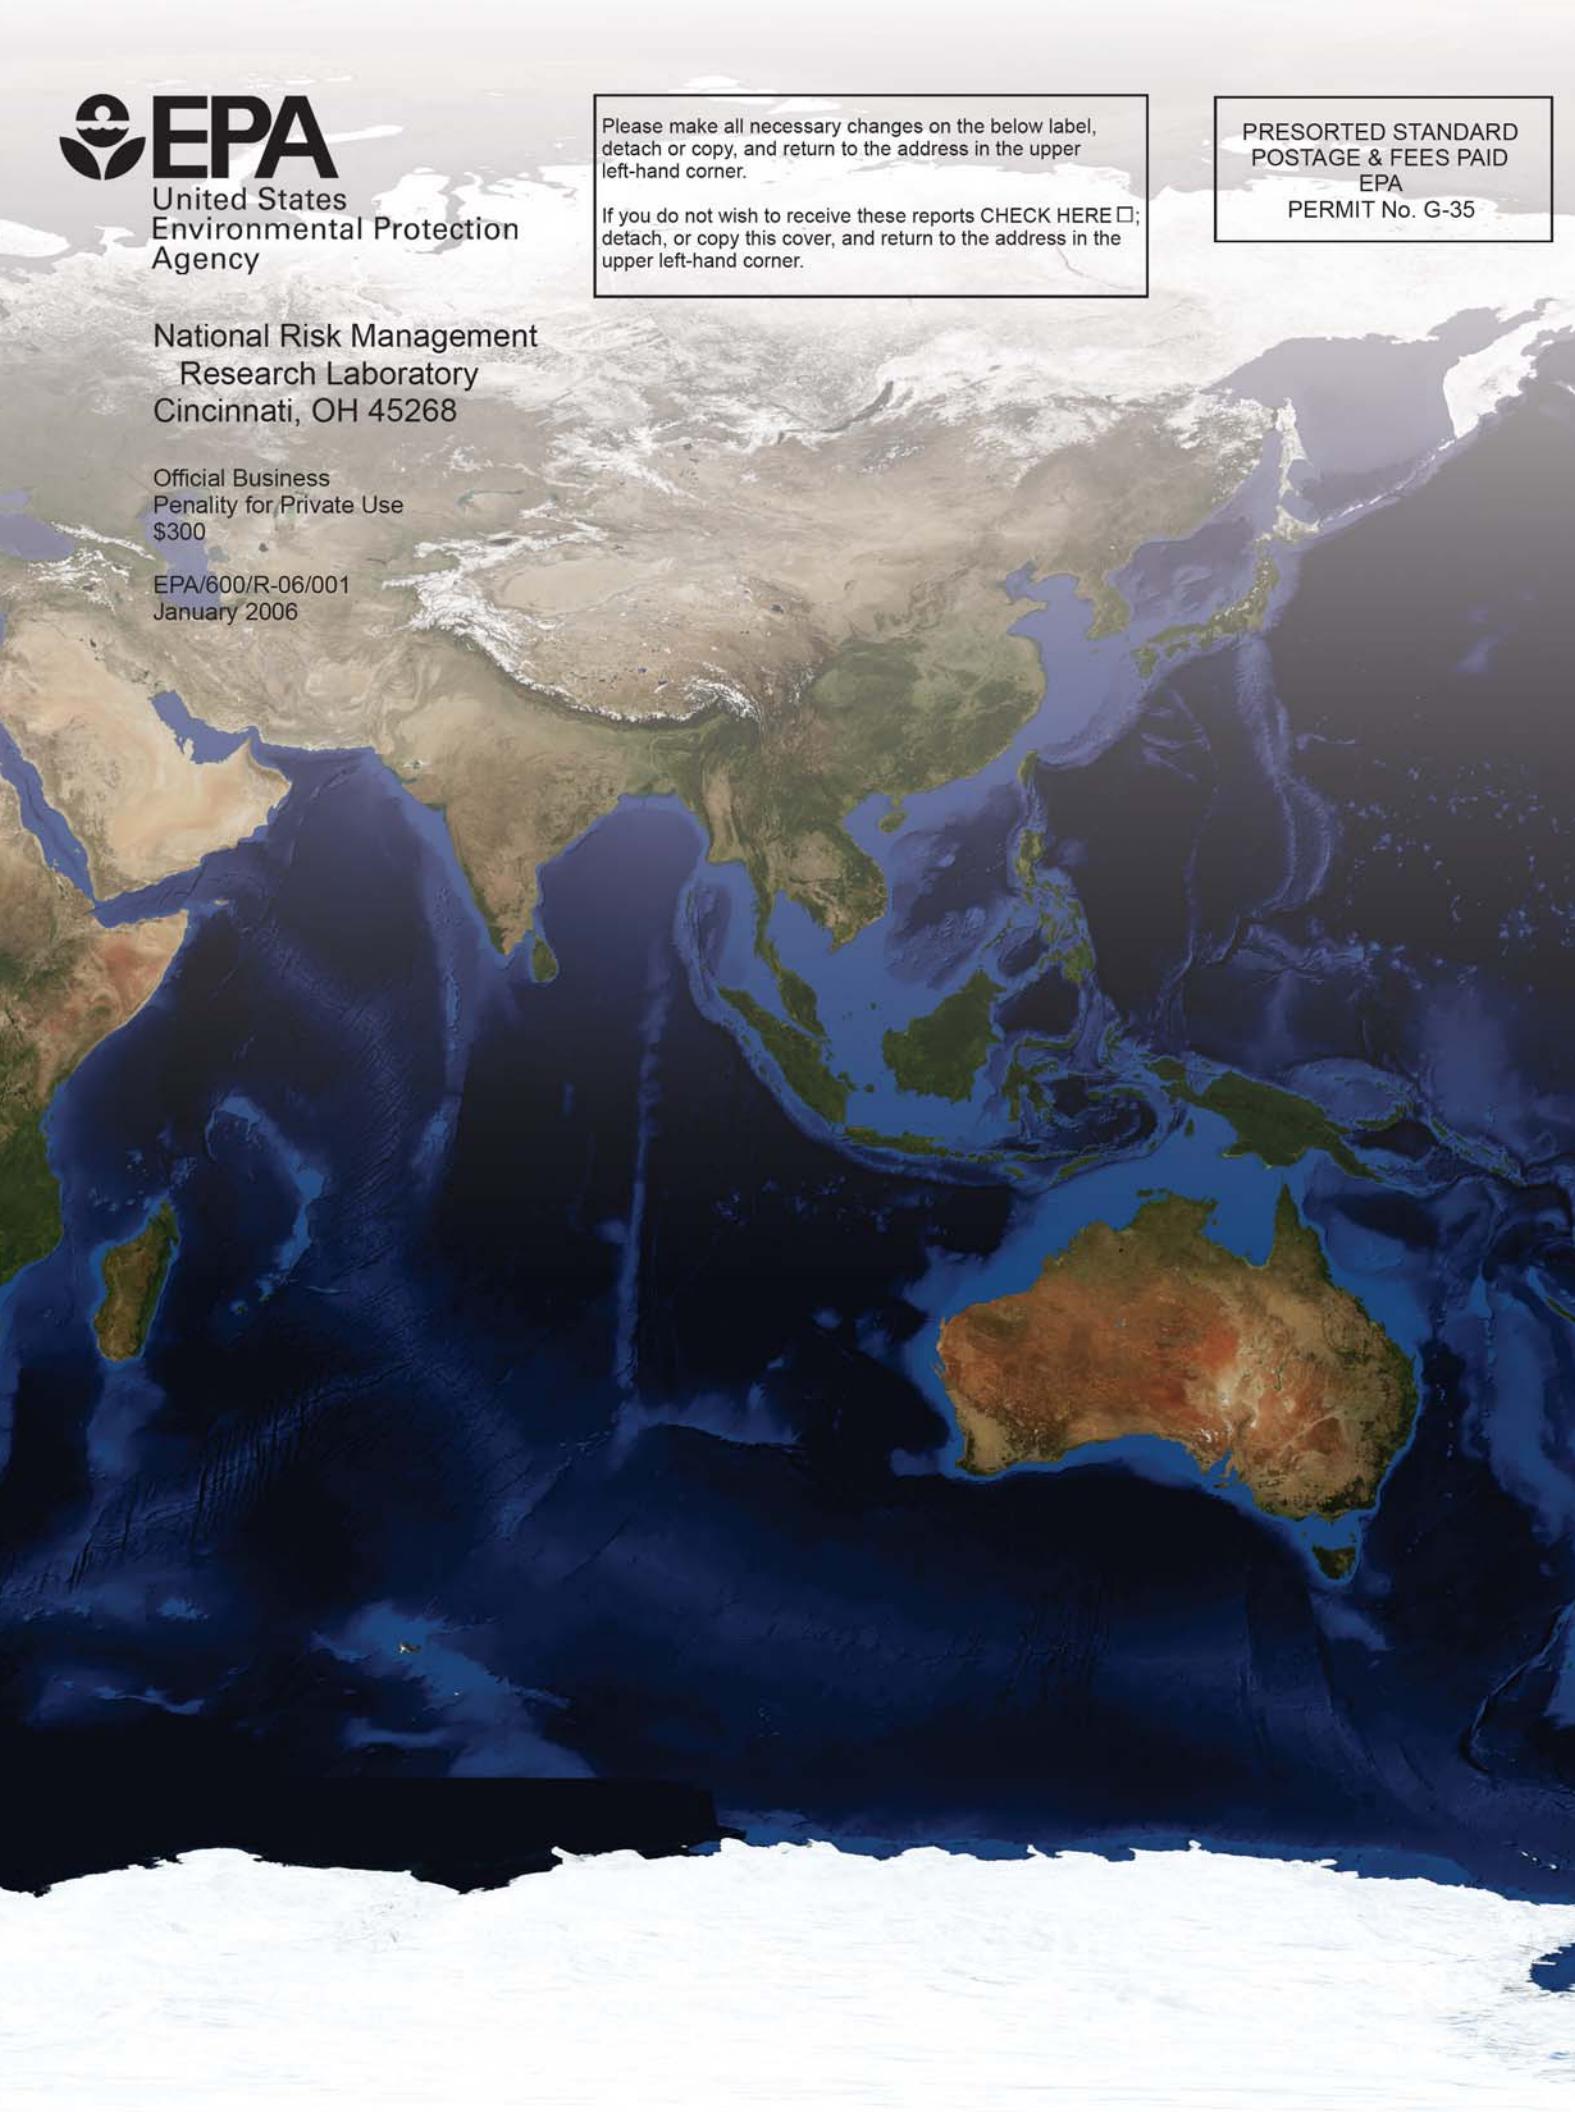 EPA
United States
Environmental Protection
Agency
National Risk Management
Research Laboratory
Cincinnati, OH 45268
Official Business
Penality for Private Use
$300
EPA/600/R-06/001
January 2006
Please make all necessary changes on the below label,
detach or copy, and return to the address in the upper
left-hand corner.
If you do not wish to receive these reports CHECK HERE ☐;
detach, or copy this cover, and return to the address in the
upper left-hand corner.
PRESORTED STANDARD
POSTAGE & FEES PAID
EPA
PERMIT No. G-35